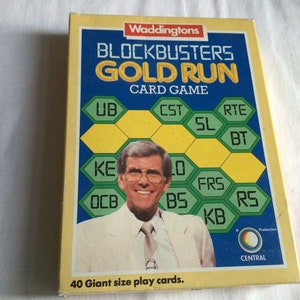 Waddingtons
BLOCKBUSTERS
GOLD RUN
CARD GAME
UB CST RTE
SL
BT
KE
FRS
OCB BS RS
KB
A Production
CENTRAL
40 Giant size play cards.